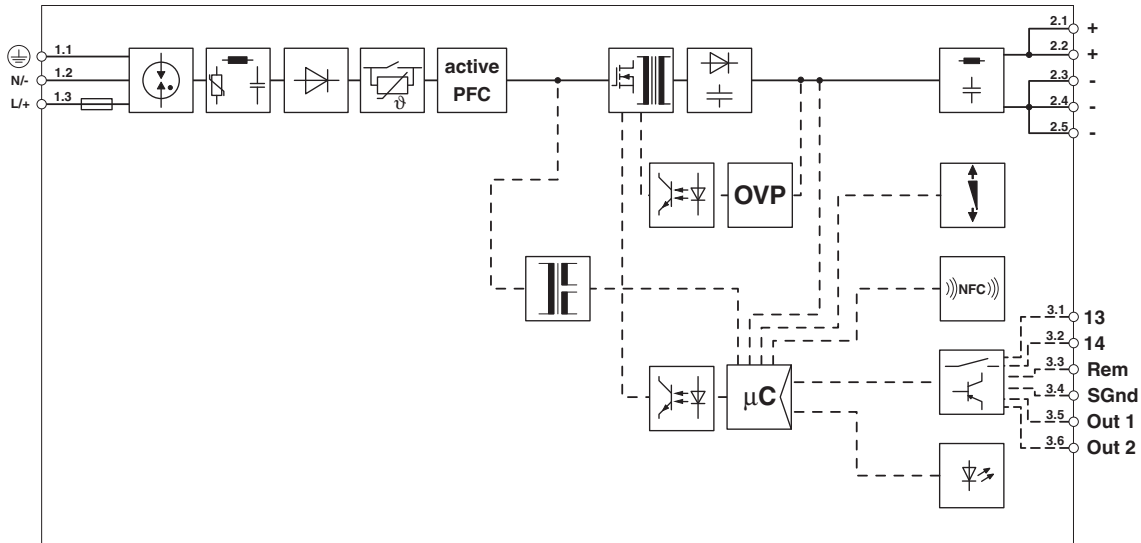 1.1
N/-
1.2
L/+
1.3
active
PFC
ϑ
2.1
+
2.2
+
2.3
-
2.4
-
2.5
-
OVP
NFC
μC
3.1
13
3.2
14
3.3
Rem
3.4
SGnd
3.5
Out 1
3.6
Out 2